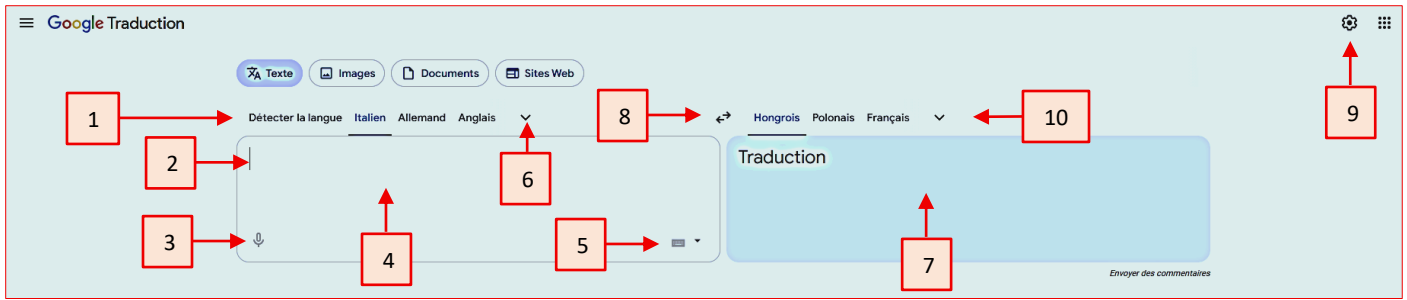 Google Traduction
Texte Images Documents Sites Web
1 Détecter la langue Italien Allemand Anglais 8 Hongrois Polonais Français 10 9
2 Traduction
6
3 4 5 7
Envoyer des commentaires